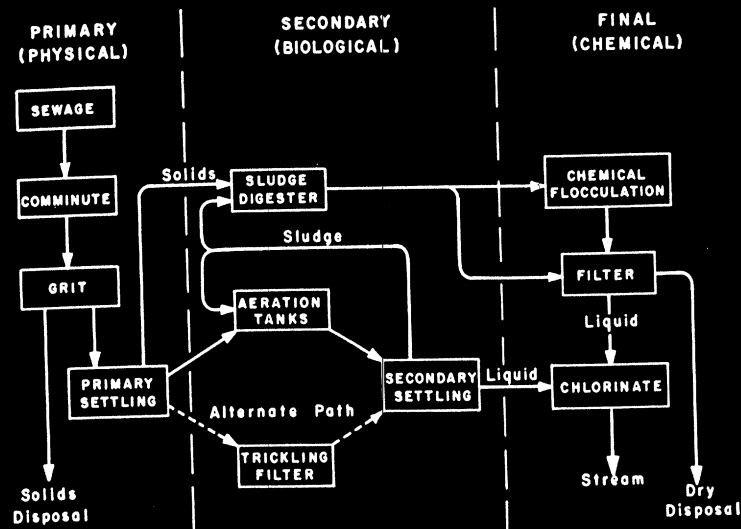 PRIMARY
(PHYSICAL)
SECONDARY
(BIOLOGICAL)
FINAL
(CHEMICAL)
SEWAGE
COMMINUTE
GRIT
PRIMARY
SETTLING
Solids
Disposal
Solids
SLUDGE
DIGESTER
Sludge
AERATION
TANKS
Alternate Path
TRICKLING
FILTER
SECONDARY
SETTLING
Liquid
CHEMICAL
FLOCCULATION
FILTER
Liquid
CHLORINATE
Stream
Dry
Disposal